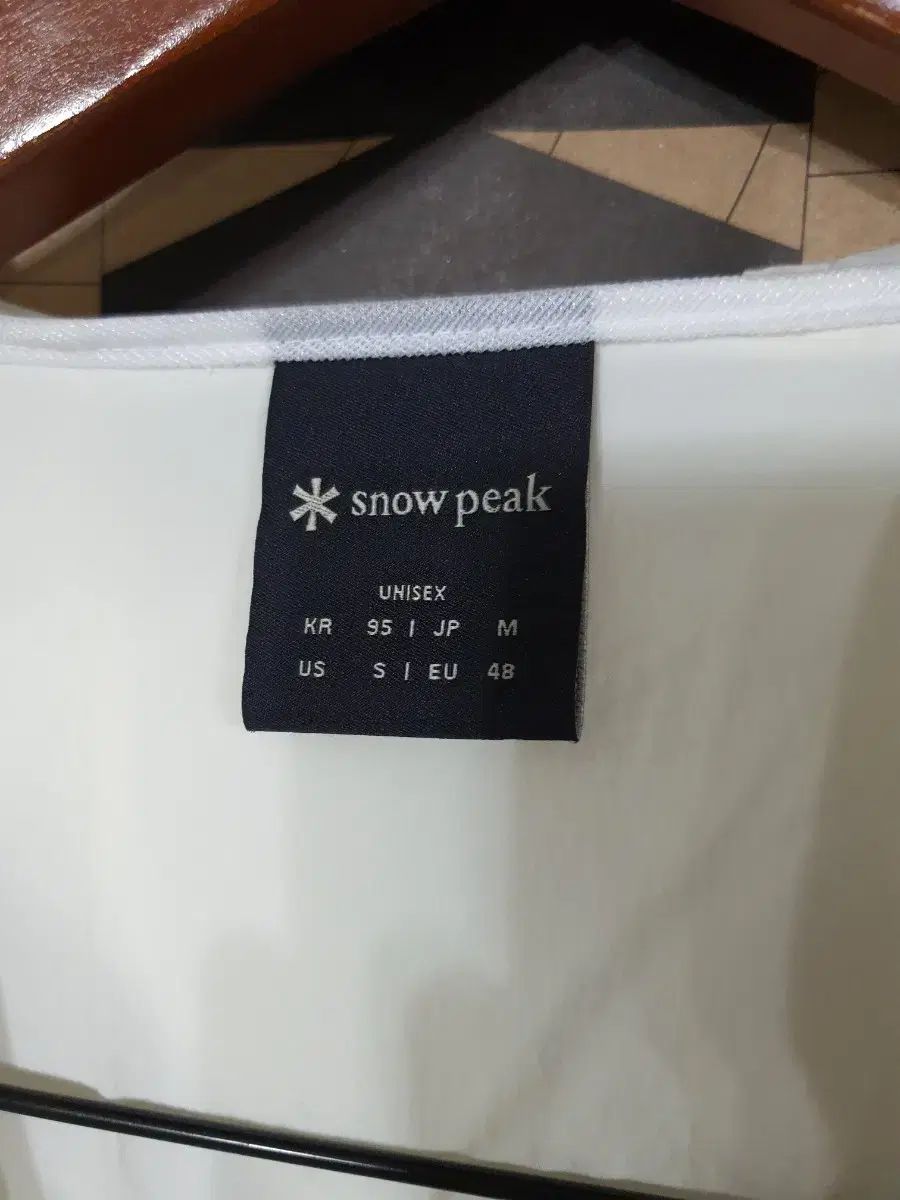 snow peak
UNISEX
KR 95 | JP M
US S | EU 48